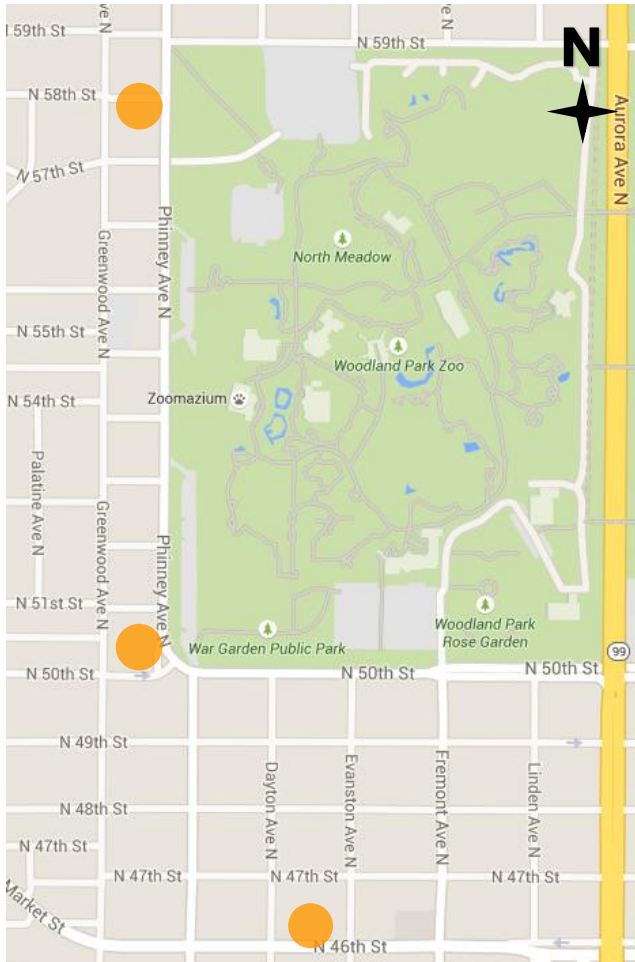 N
59th St
N 59th St
N 58th St
Aurora Ave N
N 57th St
Phinney Ave N
Greenwood Ave N
North Meadow
N 55th St
Woodland Park Zoo
Zoomazium
N 54th St
Palatine Ave N
Greenwood Ave N
Phinney Ave N
N 51st St
War Garden Public Park
Woodland Park
Rose Garden
99
N 50th St
N 50th St
N 50th St
N 49th St
Dayton Ave N
Evanston Ave N
Fremont Ave N
Linden Ave N
N 48th St
N 47th St
N 47th St
N 47th St
N 47th St
Market St
N 46th St